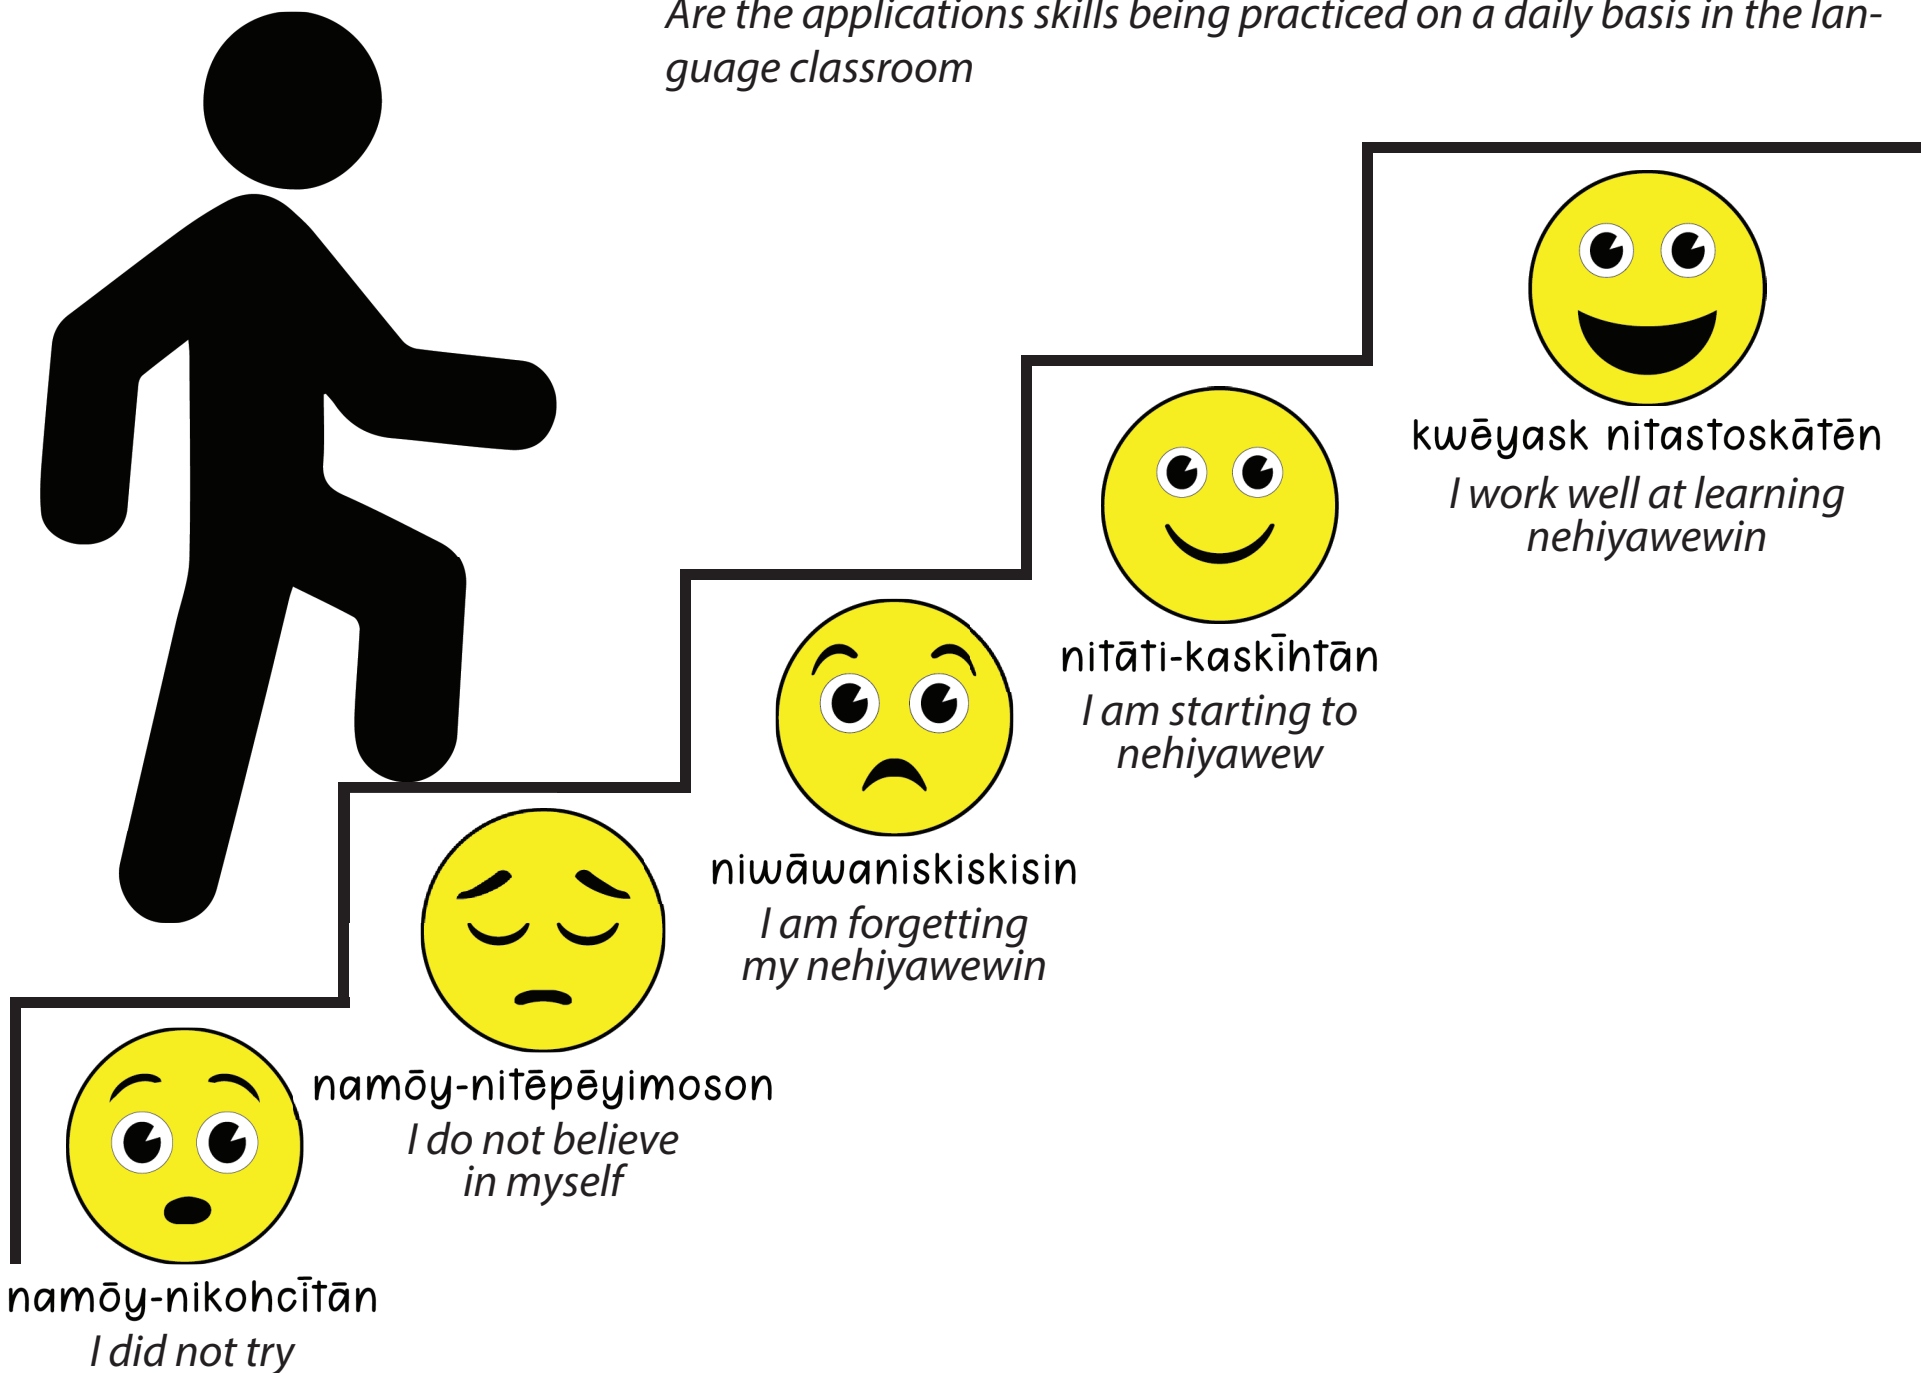 Are the applications skills being practiced on a daily basis in the lan-
guage classroom
kwēyask nitastoskātēn
I work well at learning
nehiyawewin
nitāti-kaskīhtān
I am starting to
nehiyawew
niwāwaniskiskisin
I am forgetting
my nehiyawewin
namōy-nitēpēyimoson
I do not believe
in myself
namōy-nikohcītān
I did not try